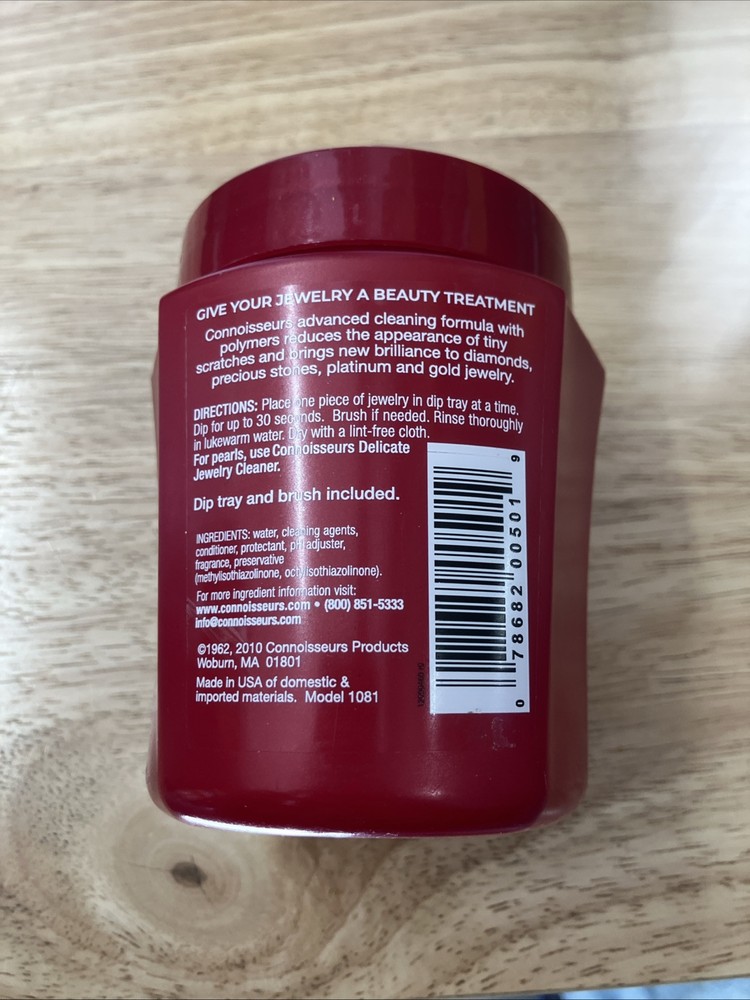 GIVE YOUR JEWELRY A BEAUTY TREATMENT
Connoisseurs advanced cleaning formula with
polymers reduces the appearance of tiny
scratches and brings new brilliance to diamonds,
precious stones, platinum and gold jewelry.
DIRECTIONS: Place one piece of jewelry in dip tray at a time.
Dip for up to 30 seconds. Brush if needed. Rinse thoroughly
in lukewarm water. Dry with a lint-free cloth.
For pearls, use Connoisseurs Delicate
Jewelry Cleaner.
Dip tray and brush included.
INGREDIENTS: water, cleaning agents,
conditioner, protectant, pH adjuster,
fragrance, preservative
(methylisothiazolinone, octylisothiazolinone).
For more ingredient information visit:
www.connoisseurs.com • (800) 851-5333
info@connoisseurs.com
©1962, 2010 Connoisseurs Products
Woburn, MA 01801
Made in USA of domestic &
imported materials. Model 1081
0 78682 00501 9